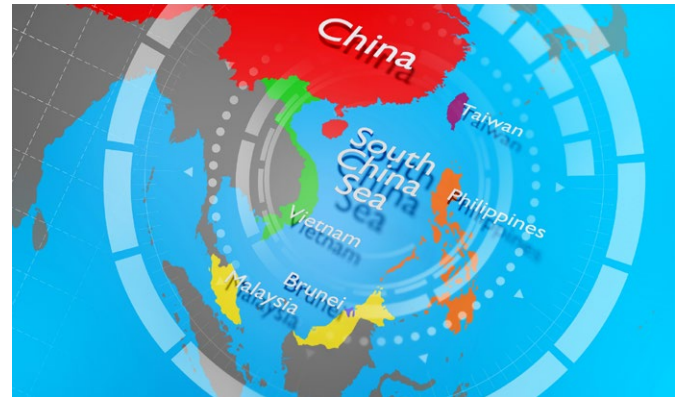 China
Taiwan
South
China
Sea
Philippines
Vietnam
Brunei
Malaysia